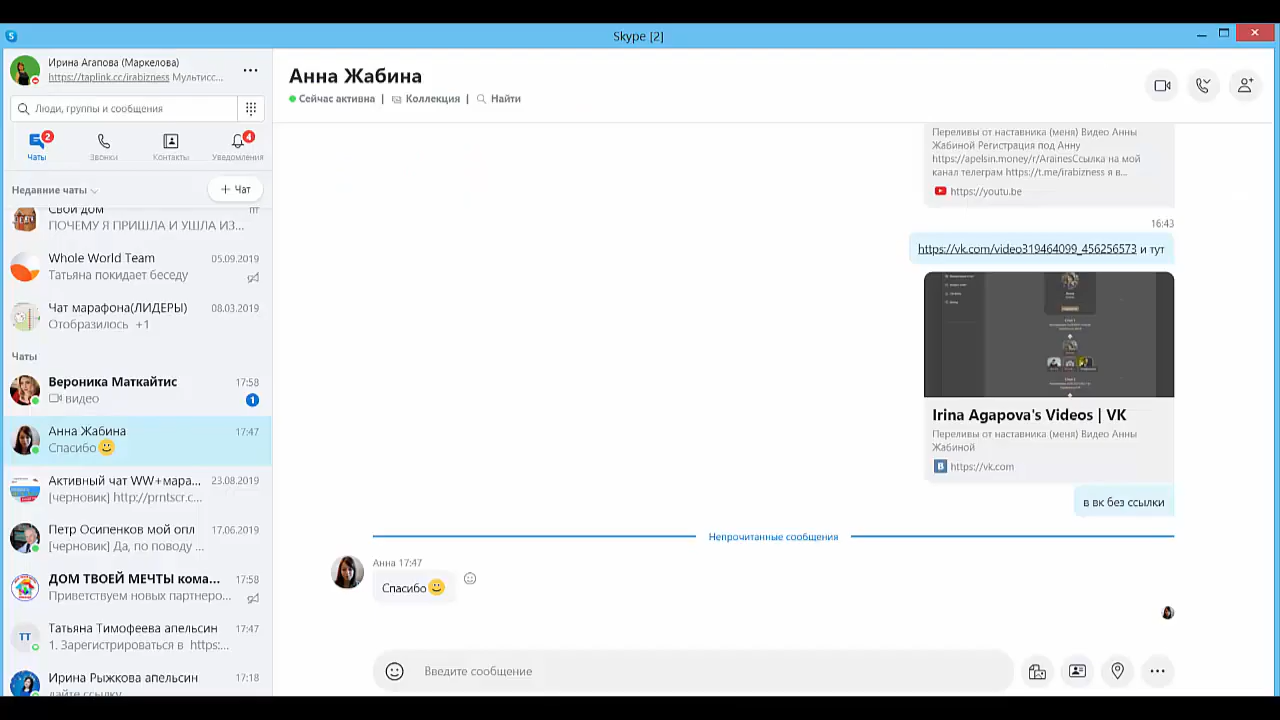 Skype [2]
Ирина Агапова (Маркелова)
https://taplink.cc/irabizness Мультисс...
Люди, группы и сообщения
2
4
Чаты
Звонки
Контакты
Уведомления
Недавние чаты
+ Чат
Свой дом
пт
ПОЧЕМУ Я ПРИШЛА И УШЛА ИЗ...
Whole World Team
05.09.2019
Татьяна покидает беседу
Чат марафона(ЛИДЕРЫ)
08.03.2019
Отобразилось +1
Чаты
Вероника Маткайтис
17:58
видео
1
Анна Жабина
17:47
Спасибо
Активный чат WW+мара...
23.08.2019
[черновик] http://prntscr.c...
Петр Осипенков мой опл
17.06.2019
[черновик] Да, по поводу ...
ДОМ ТВОЕЙ МЕЧТЫ кома...
17:58
Приветствуем новых партнеро...
ТТ
Татьяна Тимофеева апельсин
17:47
1. Зарегистрироваться в https:...
Ирина Рыжкова апельсин
17:18
дайте ссылку
Анна Жабина
Сейчас активна | Коллекция | Найти
Переливы от наставника (меня) Видео Анны
Жабиной Регистрация под Анну
https://apelsin.money/r/ArainesСсылка на мой
канал телеграм https://t.me/irabizness я в...
https://youtu.be
16:43
https://vk.com/video319464099_456256573 и тут
Irina Agapova's Videos | VK
Переливы от наставника (меня) Видео Анны
Жабиной
https://vk.com
в вк без ссылки
Непрочитанные сообщения
Анна 17:47
Спасибо
Введите сообщение